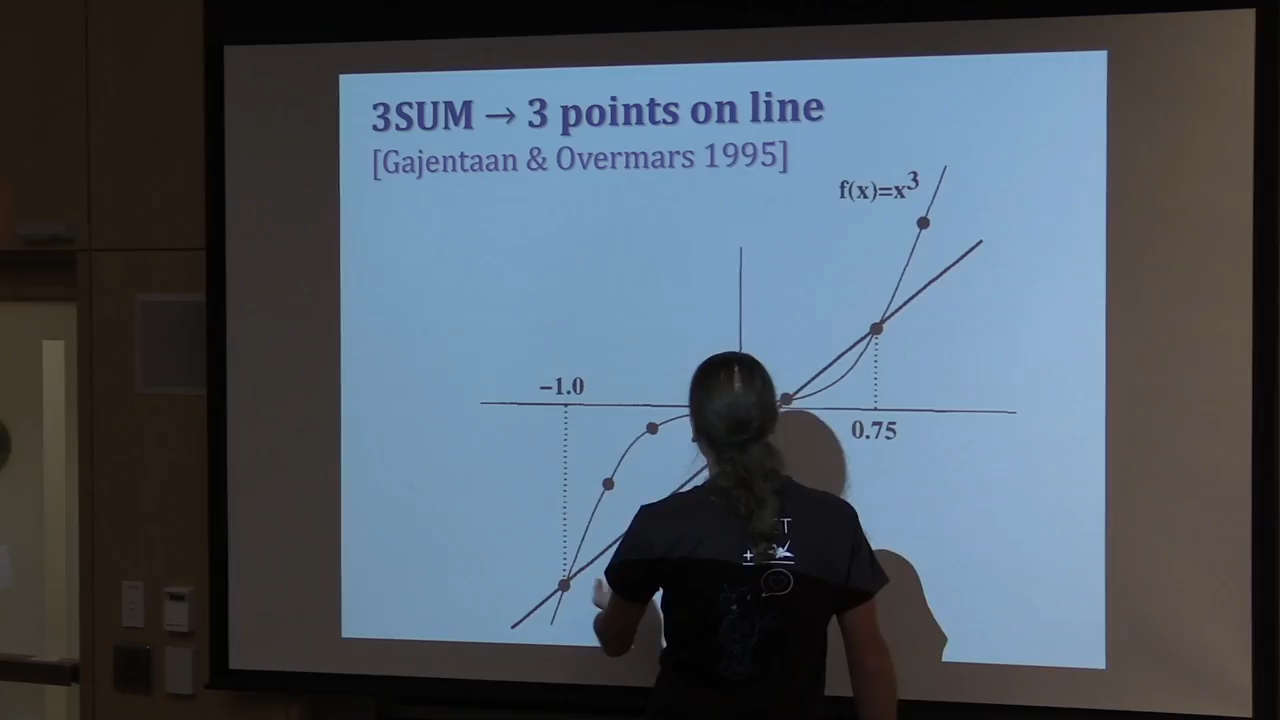 3SUM → 3 points on line
[Gajentaan & Overmars 1995]
f(x)=x³
−1.0
0.75